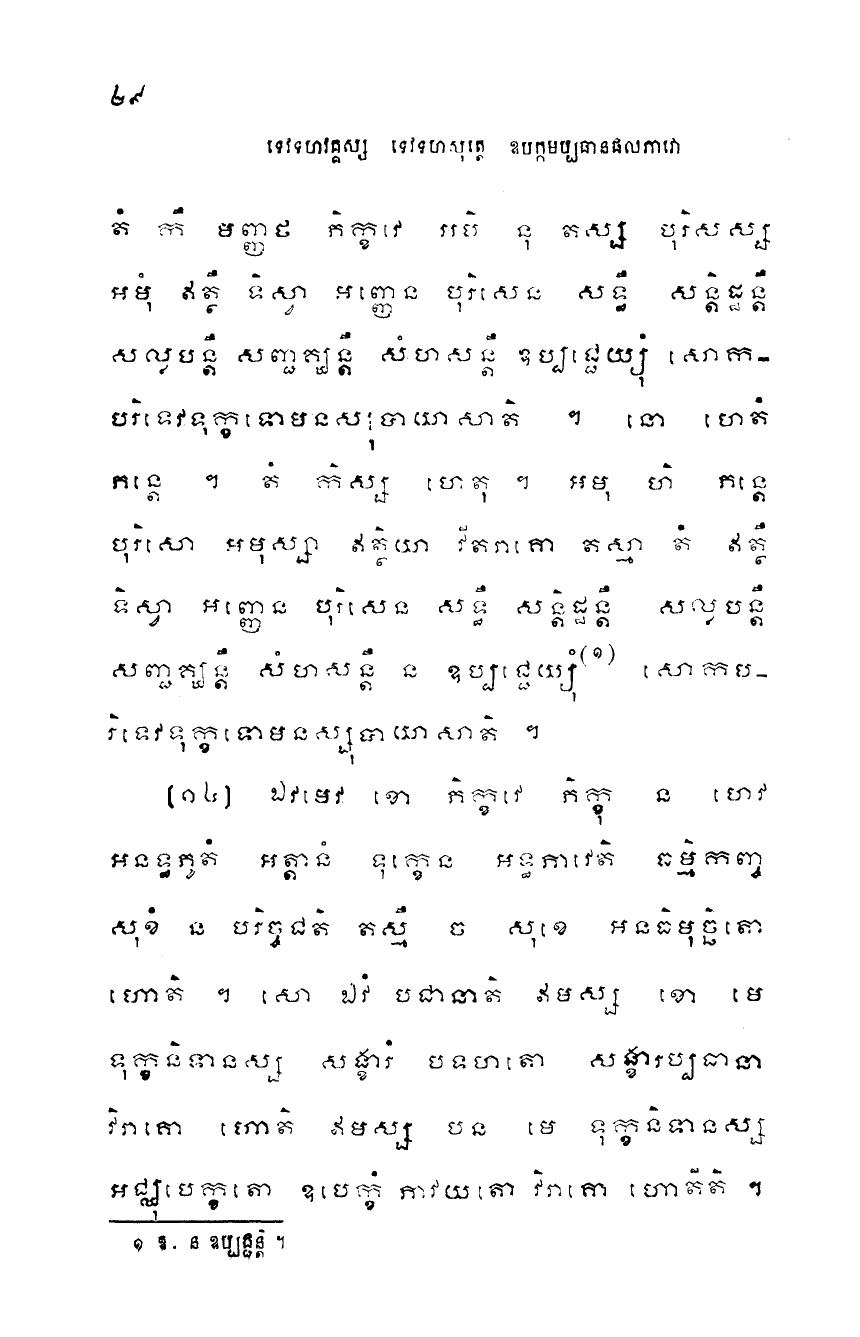 ២៩
ទេវទហវគ្គស្ស ទេវទហសុត្តេ ឧបក្កមប្បធានផលភាវោ
តំ កឹ មញ្ញថ ភិក្ខវេ អបិ នុ តស្ស បុរិសស្ស
អមុំ ឥត្ថឹ ទិស្វា អញ្ញេន បុរិសេន សទ្ធឹ សន្តិដ្ឋន្តឹ
សល្លបន្តឹ សញ្ជគ្ឃន្តឹ សំហសន្តឹ ឧប្បជ្ជេយ្យុំ សោក-
បរិទេវទុក្ខទោមនស្សុបាយាសាតិ ។ នោ ហេតំ
ភន្តេ ។ តំ កិស្ស ហេតុ ។ អមុ ហិ ភន្តេ
បុរិសោ អមុស្សា ឥត្ថិយា វីតរាគោ តស្មា តំ ឥត្ថឹ
ទិស្វា អញ្ញេន បុរិសេន សទ្ធឹ សន្តិដ្ឋន្តឹ សល្លបន្តឹ
សញ្ជគ្ឃន្តឹ សំហសន្តឹ ន ឧប្បជ្ជេយ្យុំ(១) សោកប-
រិទេវទុក្ខទោមនស្សុបាយាសាតិ ។
[១៤] ឯវមេវ ខោ ភិក្ខវេ ភិក្ខុ ន ហេវ
អនទ្ធភូតំ អត្តានំ ទុក្ខេន អទ្ធភាវេតិ ធម្មិកញ្ច
សុខំ ន បរិច្ចជតិ តស្មឹ ច សុខេ អនធិមុច្ឆិតោ
ហោតិ ។ សោ ឯវំ បជានាតិ ឥមស្ស ខោ មេ
ទុក្ខនិទានស្ស សង្ខារំ បទហតោ សង្ខារប្បធានា
វិរាគោ ហោតិ ឥមស្ស បន មេ ទុក្ខនិទានស្ស
អជ្ឈុបេក្ខតោ ឧបេក្ខំ ភាវយតោ វិរាគោ ហោតីតិ ។
១ ឱ. ន ឧប្បជ្ជន្តិ ។